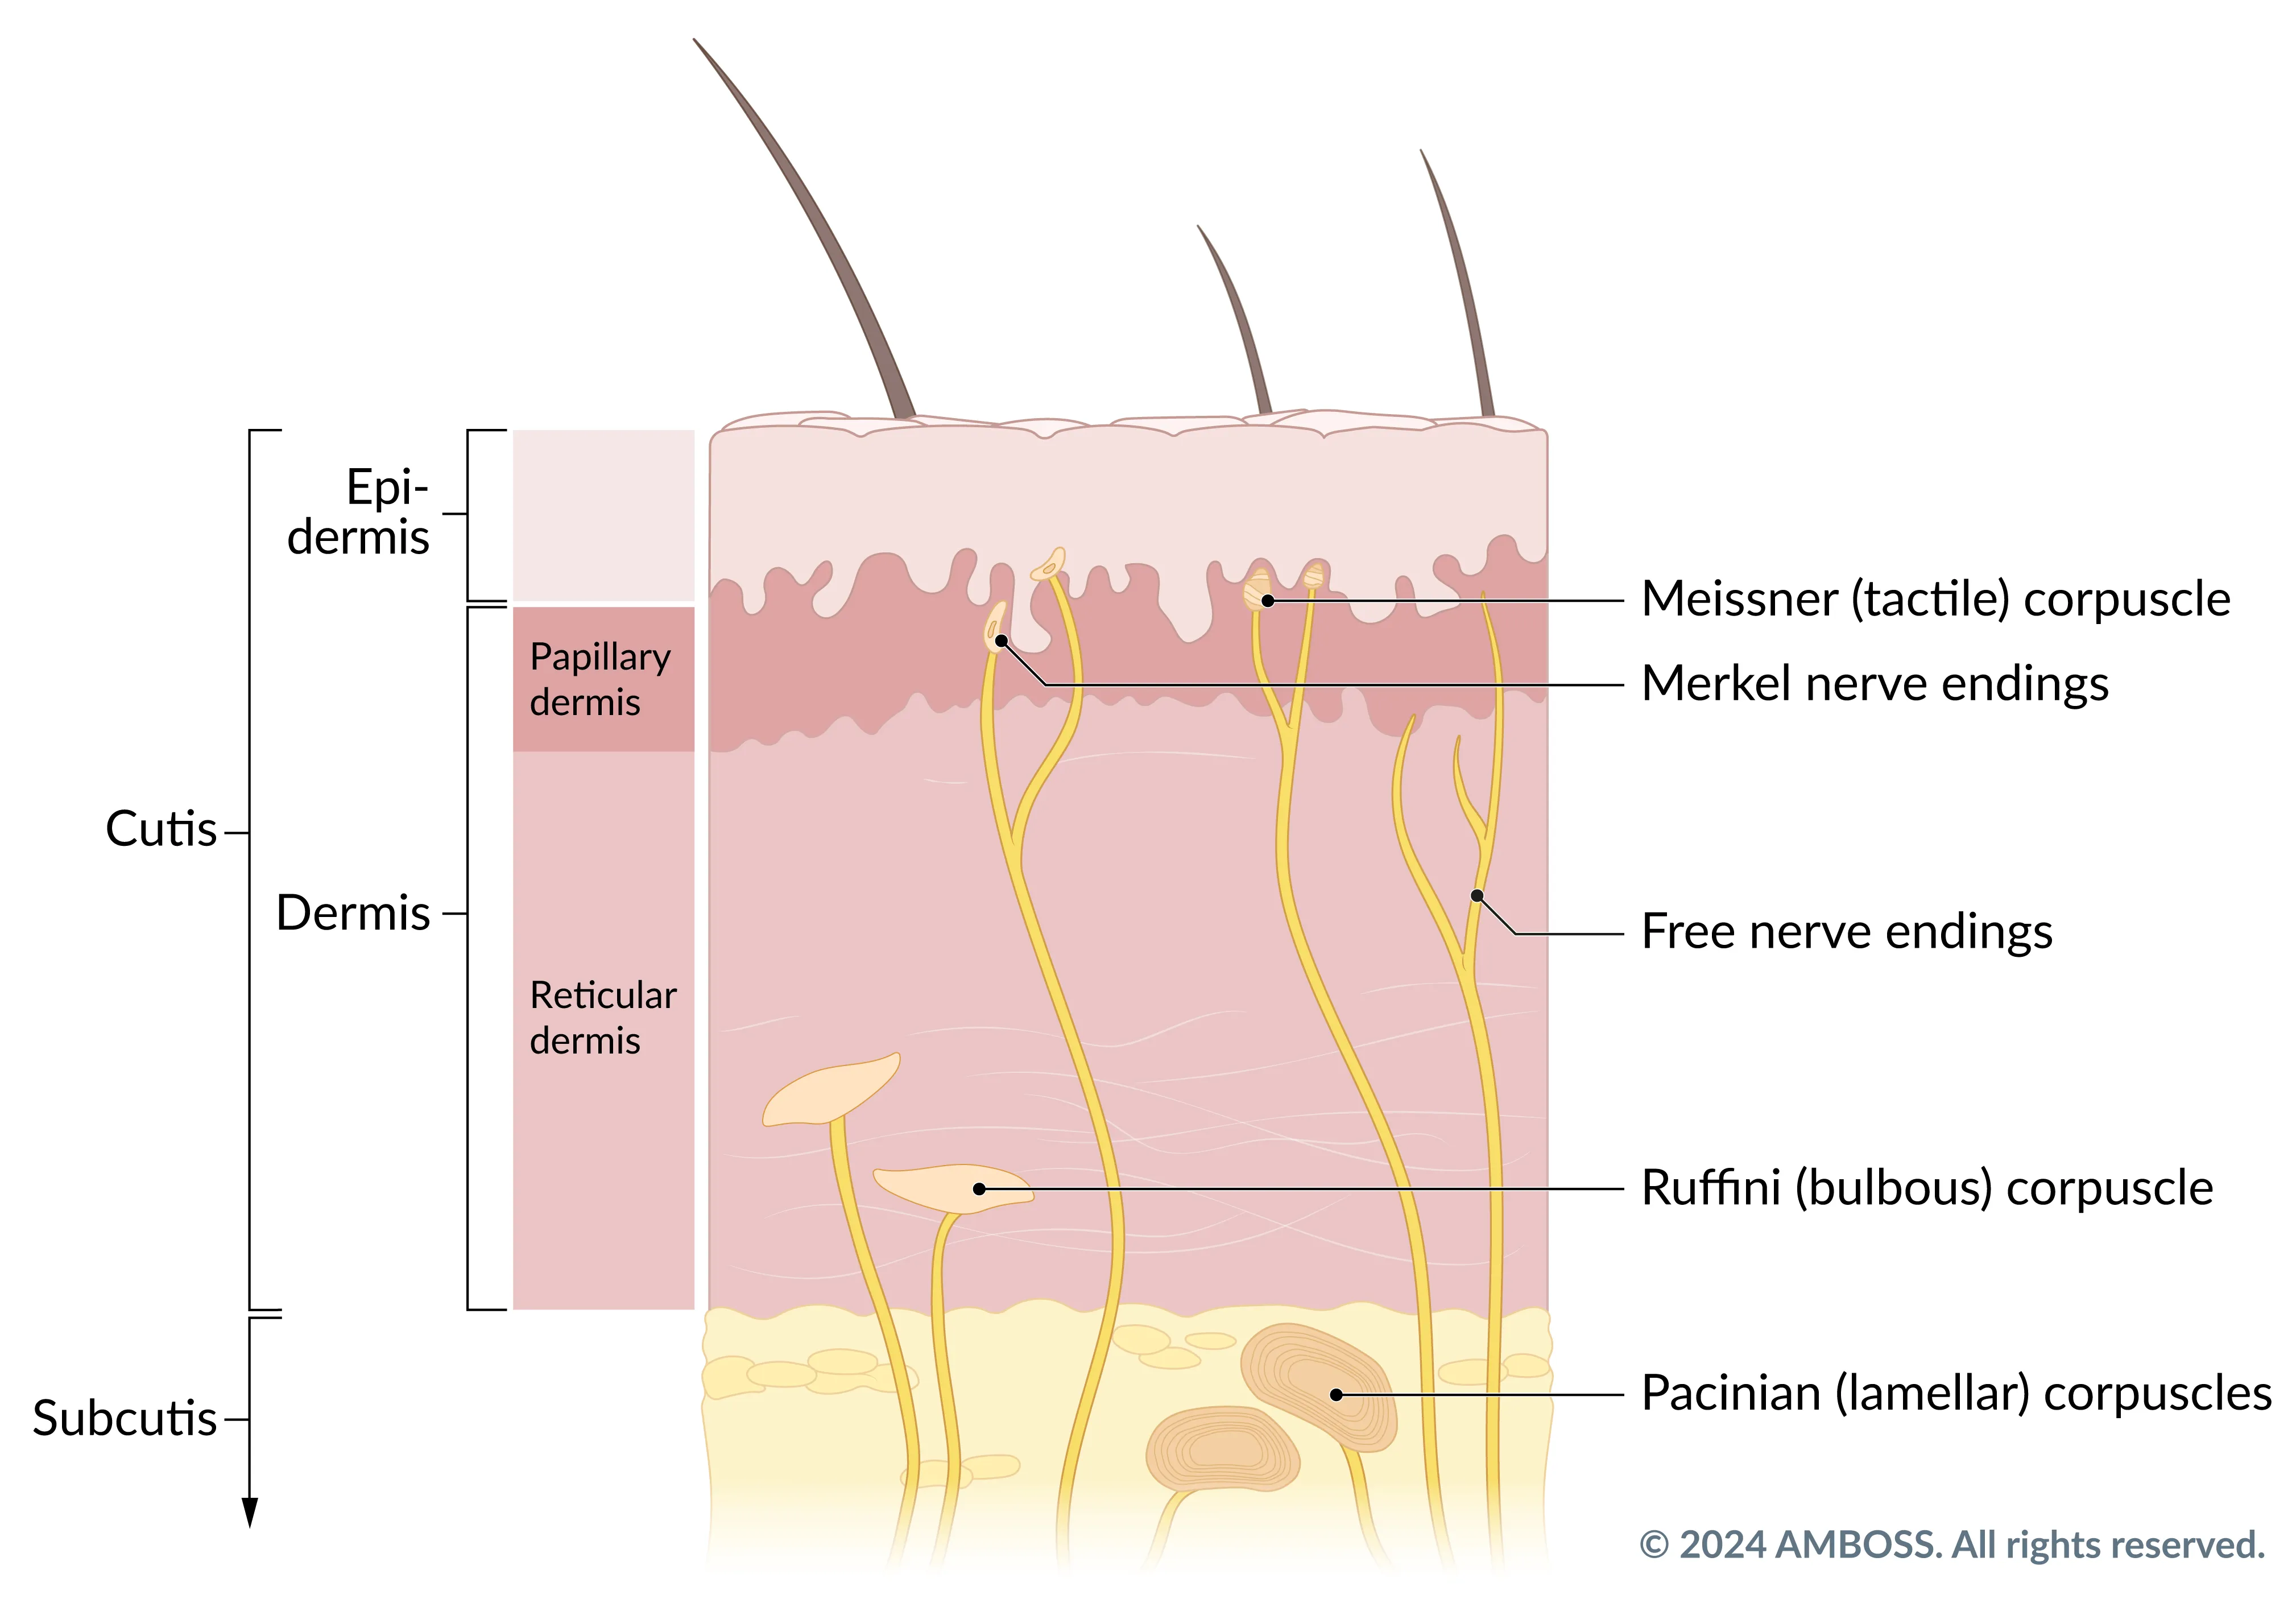 Epi-
dermis
Papillary
dermis
Cutis
Dermis
Reticular
dermis
Subcutis
Meissner (tactile) corpuscle
Merkel nerve endings
Free nerve endings
Ruffini (bulbous) corpuscle
Pacinian (lamellar) corpuscles
© 2024 AMBOSS. All rights reserved.